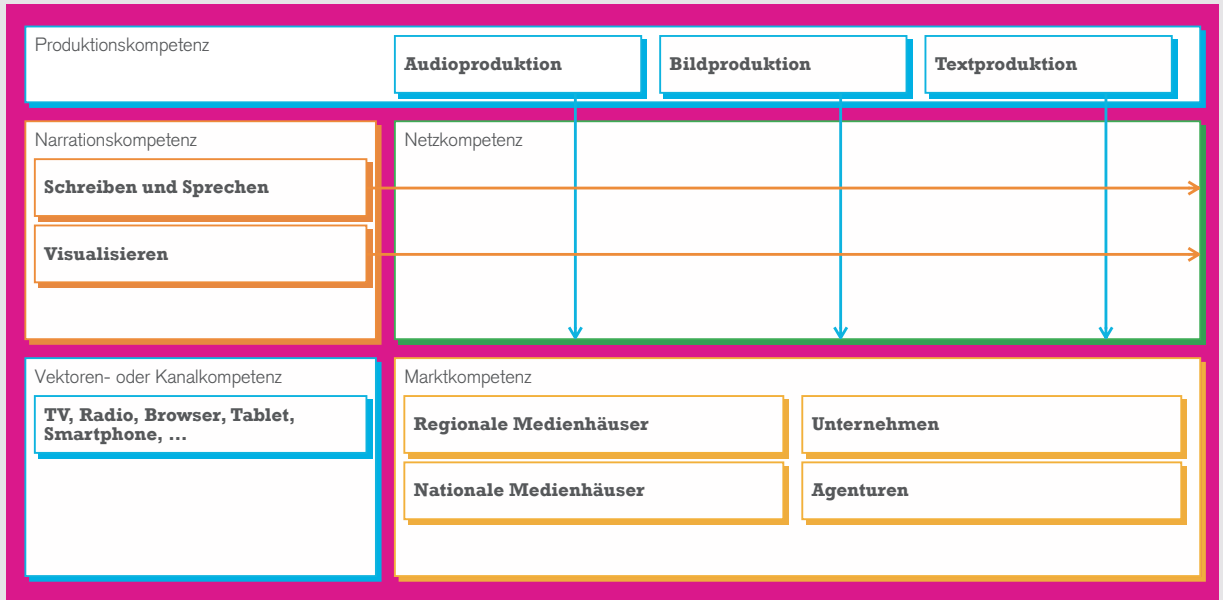 Produktionskompetenz
Audioproduktion
Bildproduktion
Textproduktion
Narrationskompetenz
Schreiben und Sprechen
Visualisieren
Netzkompetenz
Vektoren- oder Kanalkompetenz
TV, Radio, Browser, Tablet,
Smartphone, ...
Marktkompetenz
Regionale Medienhäuser
Unternehmen
Nationale Medienhäuser
Agenturen